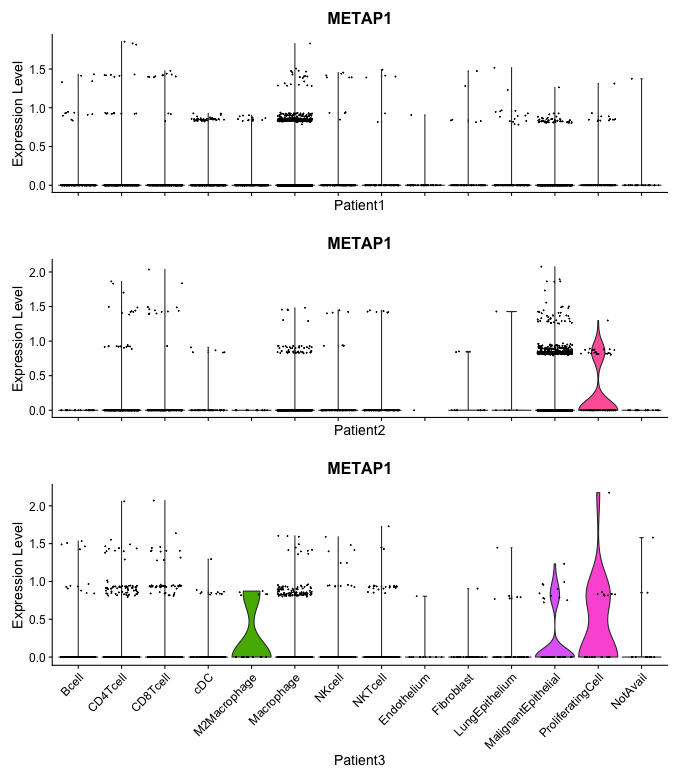 METAP1
Expression Level
1.5
1.0
0.5
0.0
Patient1
METAP1
Expression Level
2.0
1.5
1.0
0.5
0.0
Patient2
METAP1
Expression Level
2.0
1.5
1.0
0.5
0.0
Bcell
CD4Tcell
CD8Tcell
cDC
M2Macrophage
Macrophage
NKcell
NKTcell
Endothelium
Fibroblast
LungEpithelium
MalignantEpithelial
ProliferatingCell
NotAvail
Patient3